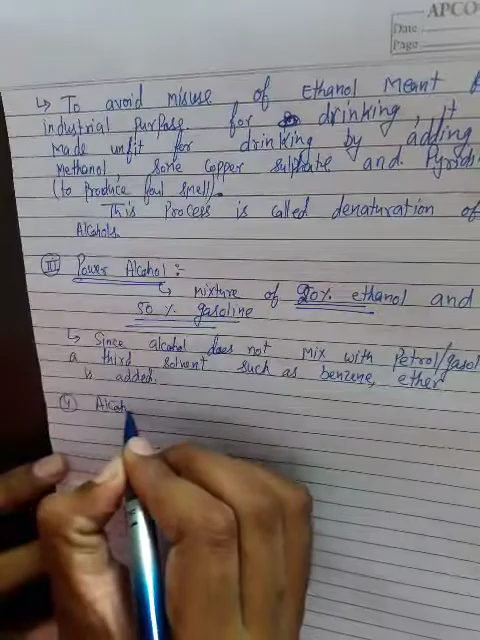 APCO
Date
Page
↳ To avoid misuse of Ethanol Meant
industrial purpose for drinking, it
made unfit for drinking by adding
Methanol, some Copper sulphate and Pyridi
(to produce foul smell).
This Process is called denaturation of
Alcohols.
III Power Alcohol :-
↳ mixture of 20% ethanol and
80 % gasoline
↳ Since alcohol does not mix with Petrol/gasol
a third solvent such as benzene, ether
is added.
4 Alcoh